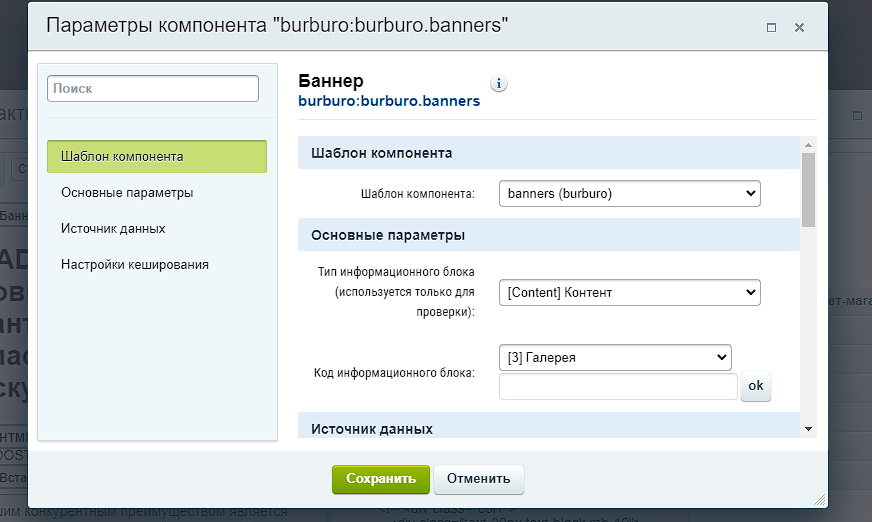 Параметры компонента "burburo:burburo.banners"
Поиск
Шаблон компонента
Основные параметры
Источник данных
Настройки кеширования
Баннер
burburo:burburo.banners
Шаблон компонента
Шаблон компонента:
banners (burburo)
Основные параметры
Тип информационного блока
(используется только для
проверки):
[Content] Контент
Код информационного блока:
[3] Галерея
ok
Источник данных
Сохранить
Отменить